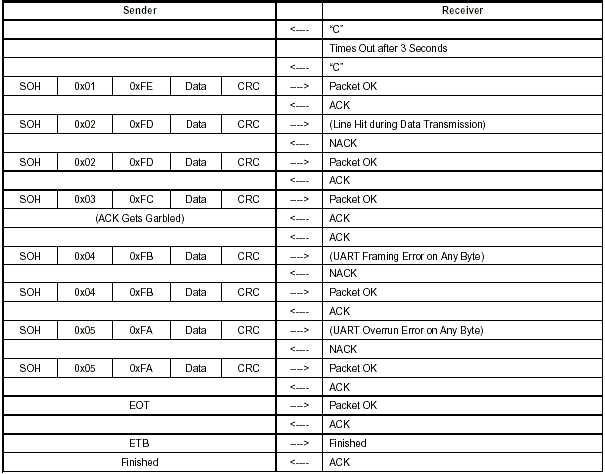 Sender Receiver
<---- "C"
Times Out after 3 Seconds
<---- "C"
SOH 0x01 0xFE Data CRC ----> Packet OK
<---- ACK
SOH 0x02 0xFD Data CRC ----> (Line Hit during Data Transmission)
<---- NACK
SOH 0x02 0xFD Data CRC ----> Packet OK
<---- ACK
SOH 0x03 0xFC Data CRC ----> Packet OK
(ACK Gets Garbled) <---- ACK
<---- ACK
SOH 0x04 0xFB Data CRC ----> (UART Framing Error on Any Byte)
<---- NACK
SOH 0x04 0xFB Data CRC ----> Packet OK
<---- ACK
SOH 0x05 0xFA Data CRC ----> (UART Overrun Error on Any Byte)
<---- NACK
SOH 0x05 0xFA Data CRC ----> Packet OK
<---- ACK
EOT ----> Packet OK
<---- ACK
ETB ----> Finished
Finished <---- ACK